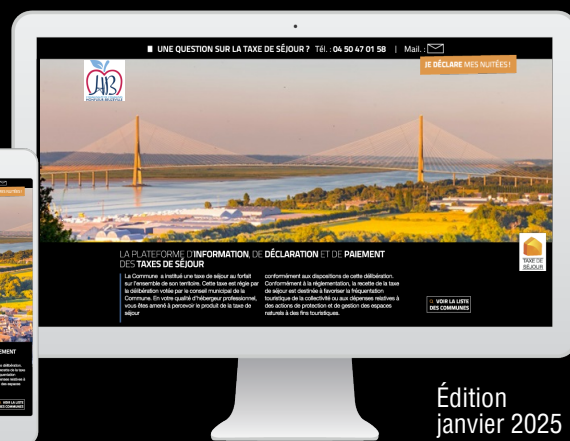 UNE QUESTION SUR LA TAXE DE SÉJOUR ? Tél. : 04 50 47 01 58 | Mail. :
JE DÉCLARE MES NUITÉES !
HB
LA PLATEFORME D'INFORMATION, DE DÉCLARATION ET DE PAIEMENT
DES TAXES DE SÉJOUR
La Commune a institué une taxe de séjour au forfait
sur l'ensemble de son territoire. Cette taxe est régie par
la délibération votée par le conseil municipal de la
Commune. En votre qualité d'hébergeur professionnel,
vous êtes amené à percevoir le produit de la taxe de
séjour
conformément aux dispositions de cette délibération.
Conformément à la réglementation, la recette de la taxe
de séjour est destinée à favoriser la fréquentation
touristique de la collectivité ou aux dépenses relatives à
des actions de protection et de gestion des espaces
naturels à des fins touristiques.
TAXE DE
SÉJOUR
VOIR LA LISTE
DES COMMUNES
Édition
janvier 2025